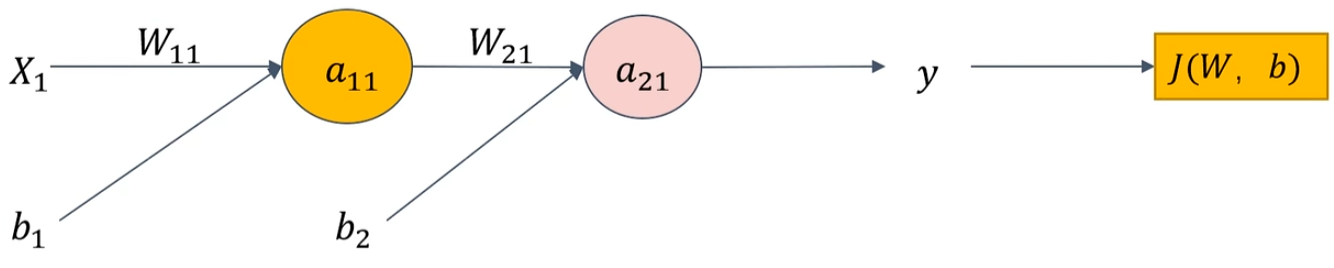 X₁ W₁₁ a₁₁ W₂₁ a₂₁ y J(W, b)
b₁ b₂